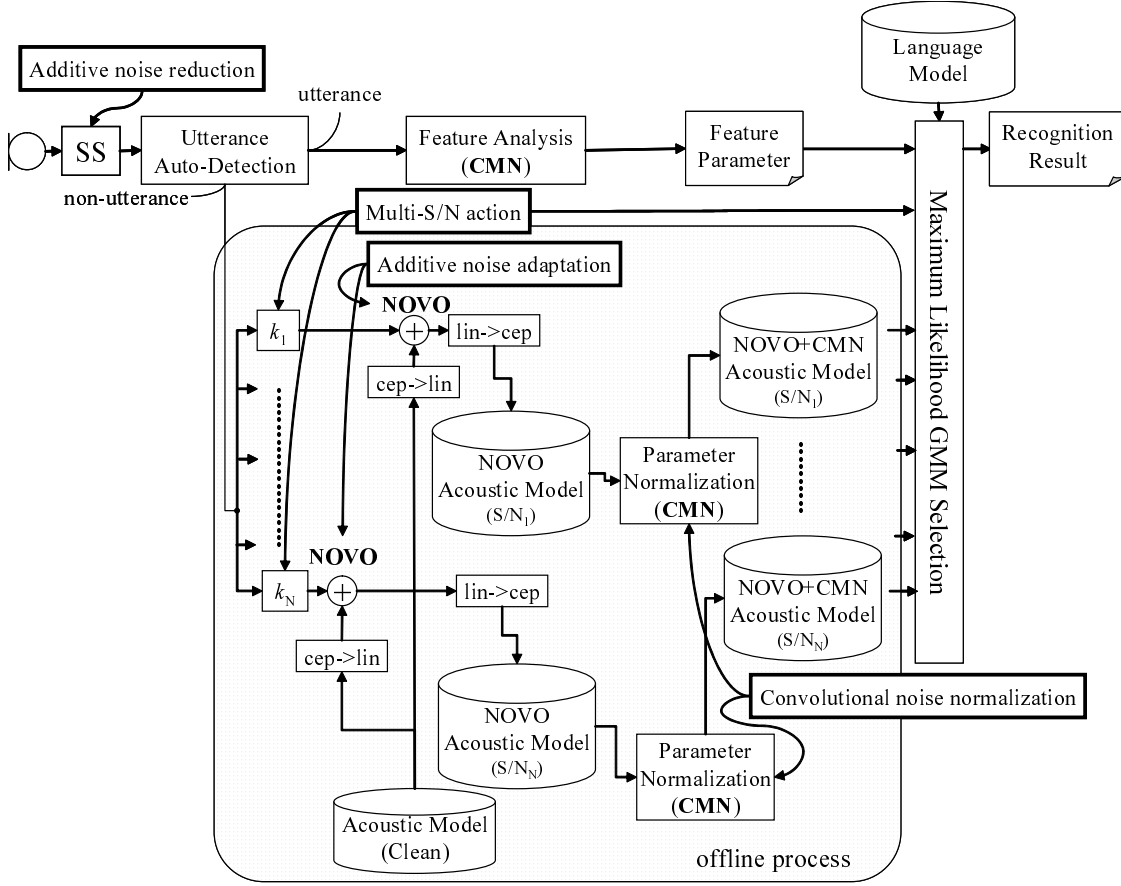 Language
Model
Additive noise reduction
utterance
SS
Utterance
Auto-Detection
Feature Analysis
(CMN)
Feature
Parameter
Recognition
Result
non-utterance
Multi-S/N action
Maximum Likelihood GMM Selection
Additive noise adaptation
NOVO
k1
+
lin->cep
cep->lin
NOVO+CMN
Acoustic Model
(S/N1)
NOVO
Acoustic Model
(S/N1)
Parameter
Normalization
(CMN)
NOVO
kN
+
lin->cep
cep->lin
NOVO+CMN
Acoustic Model
(S/NN)
NOVO
Acoustic Model
(S/NN)
Convolutional noise normalization
Parameter
Normalization
(CMN)
Acoustic Model
(Clean)
offline process